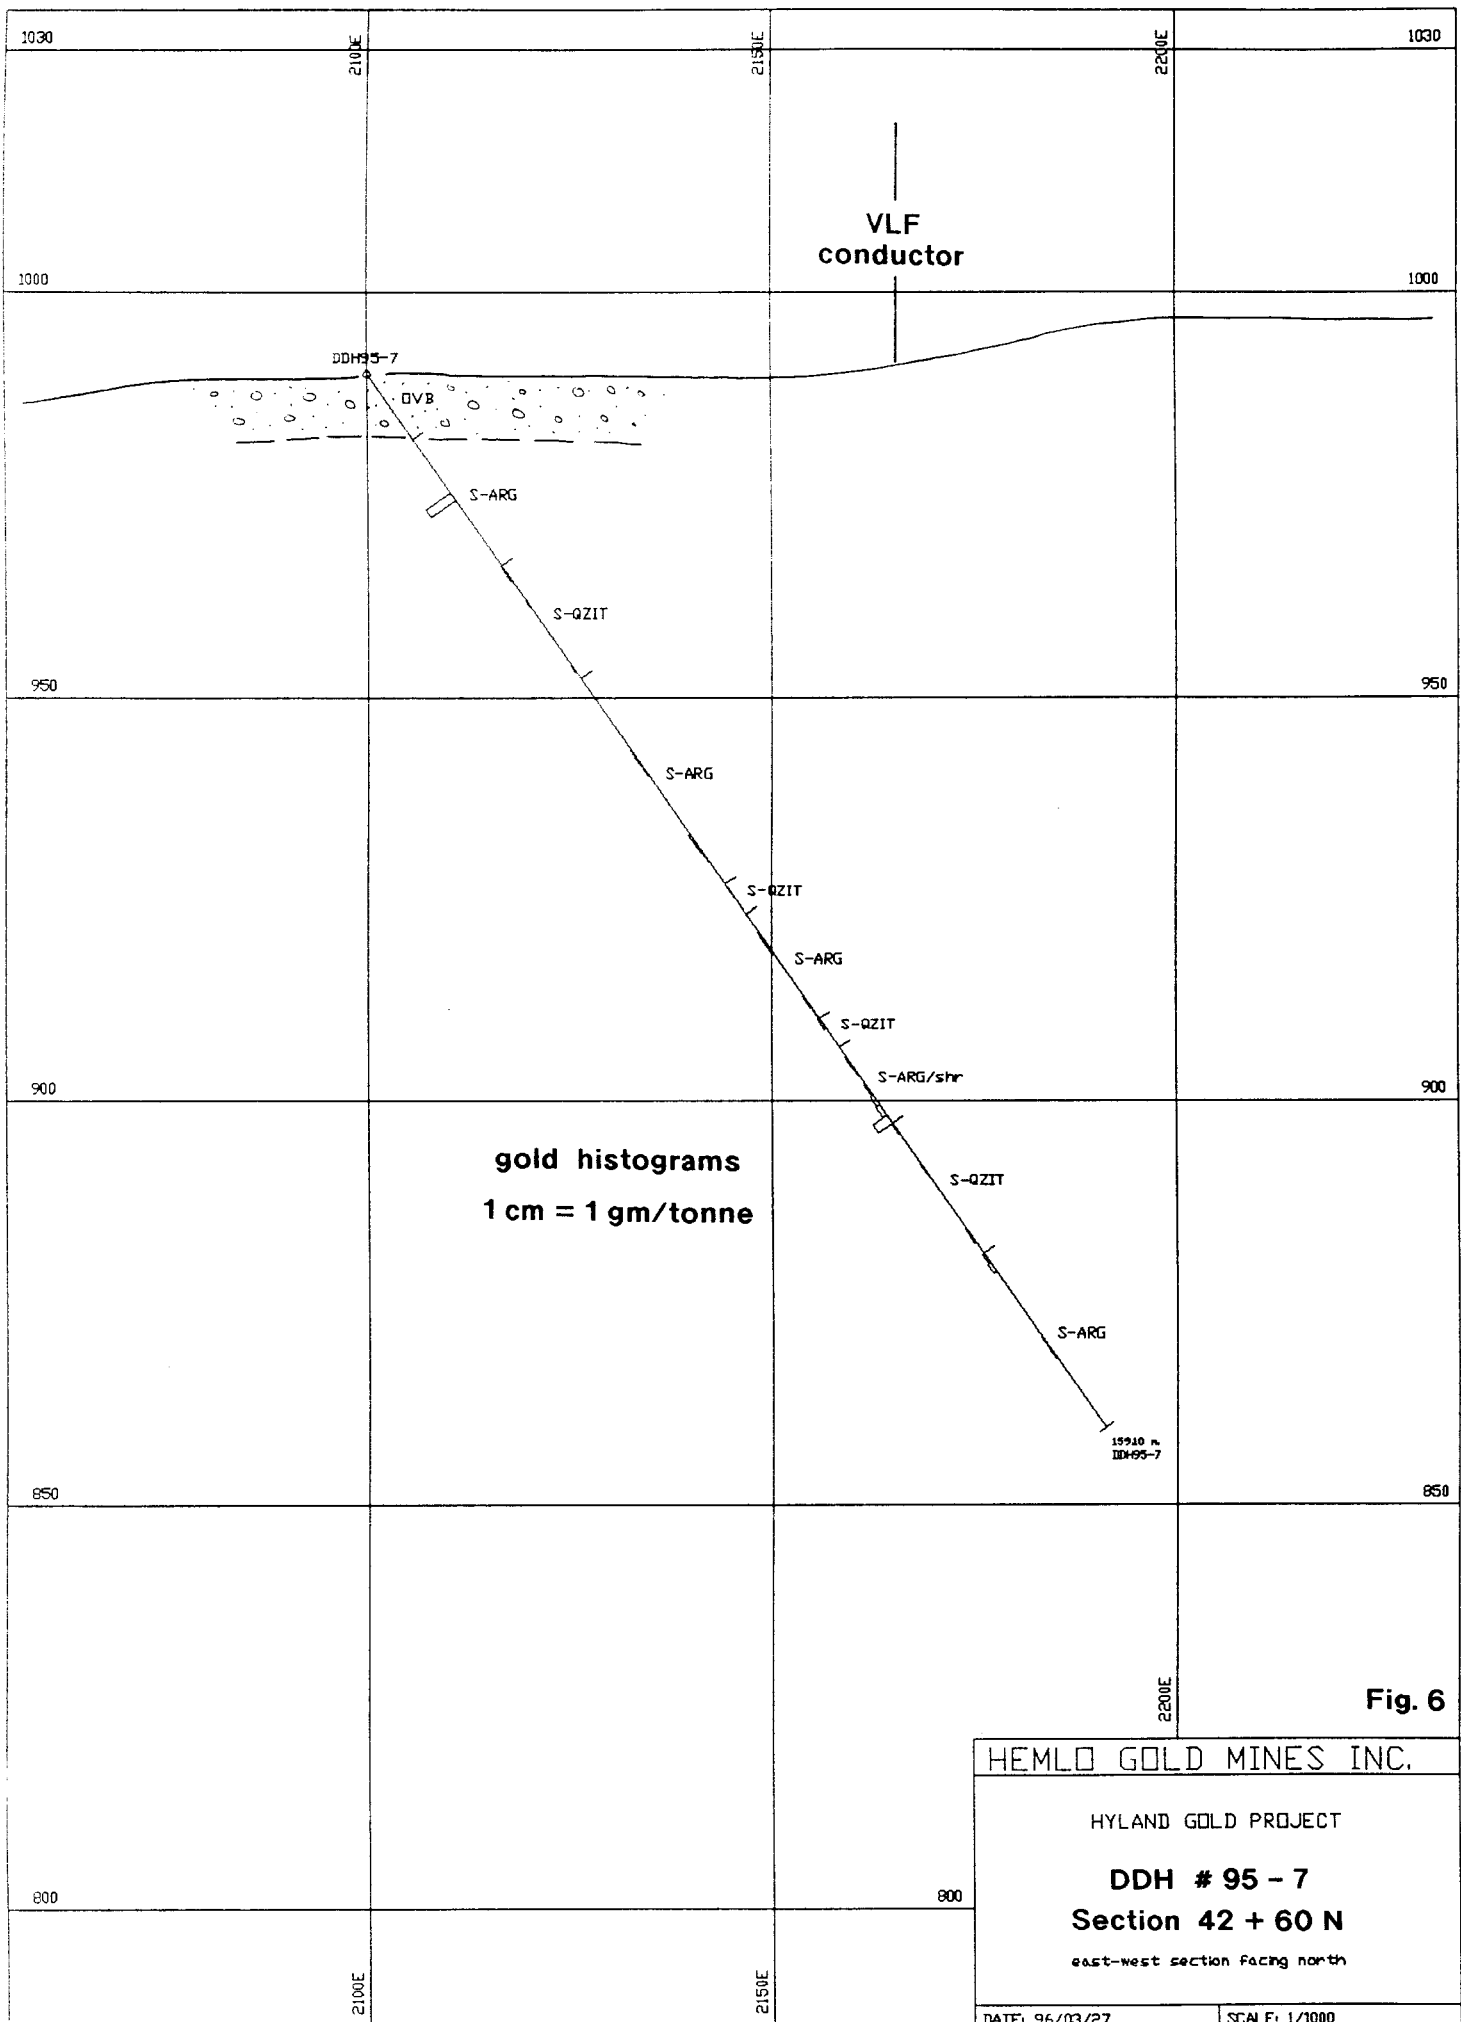 1030
2100E
2150E
2200E
1030
VLF
conductor
1000
1000
DDH95-7
OVB
S-ARG
S-QZIT
950
950
S-ARG
S-QZIT
S-ARG
S-QZIT
S-ARG/shr
900
900
gold histograms
1 cm = 1 gm/tonne
S-QZIT
S-ARG
159.10 m.
DDH95-7
850
850
2200E
Fig. 6
HEMLO GOLD MINES INC.
HYLAND GOLD PROJECT
DDH # 95 - 7
Section 42 + 60 N
east-west section facing north
800
800
2100E
2150E
DATE: 96/03/27
SCALE: 1/1000